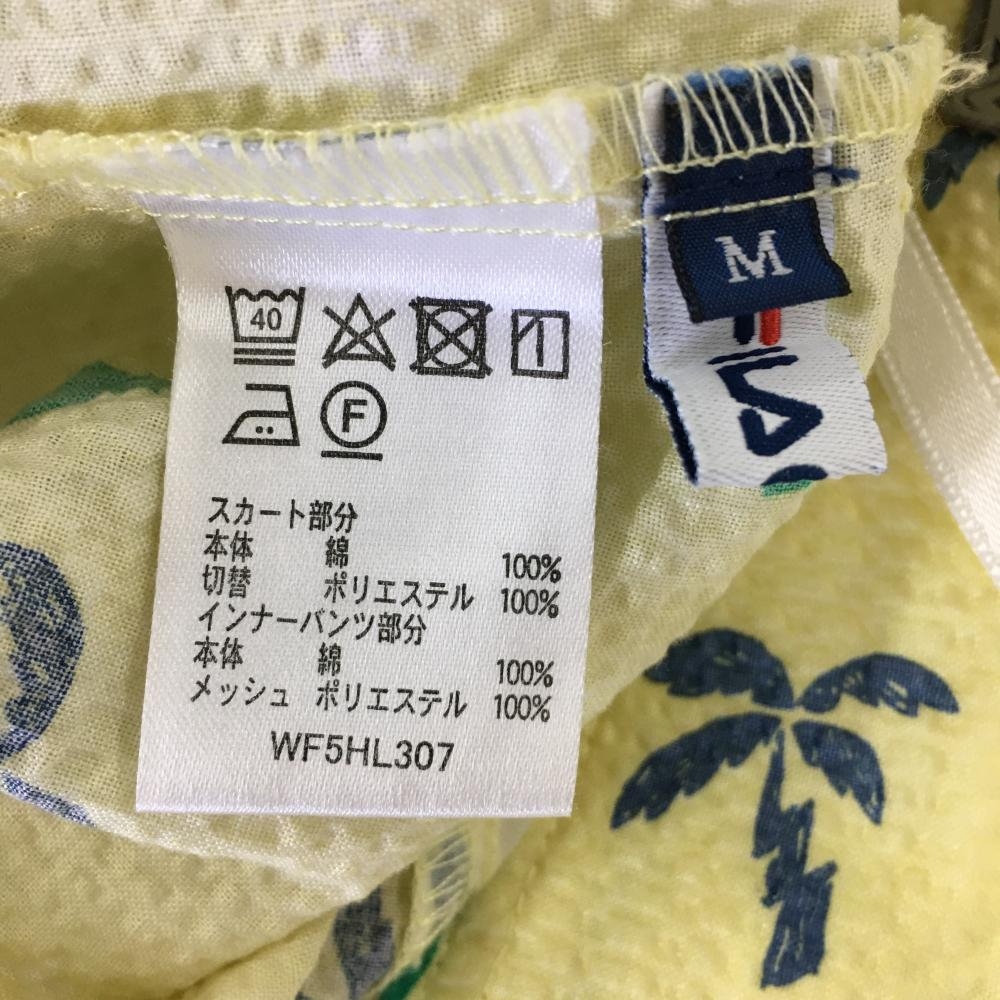 M
40
F
スカート部分
本体 綿 100%
切替 ポリエステル 100%
インナーパンツ部分
本体 綿 100%
メッシュ ポリエステル 100%
WF5HL307